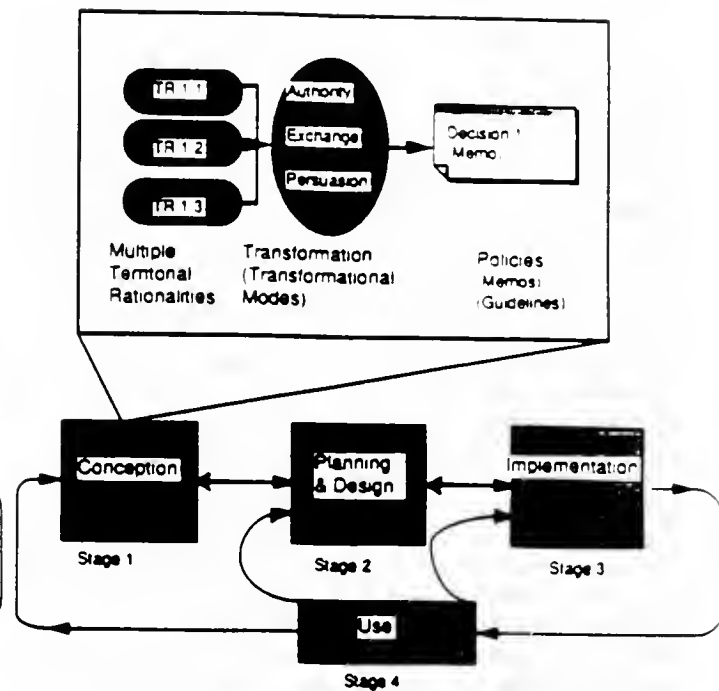 TR 1.1
TR 1.2
TR 1.3
Authority
Exchange
Persuasion
Decision 1
Memo
Multiple
Territorial
Rationalities
Transformation
(Transformational
Modes)
Policies
Memos)
(Guidelines)
Conception
Stage 1
Planning
& Design
Stage 2
Implementation
Stage 3
Use
Stage 4